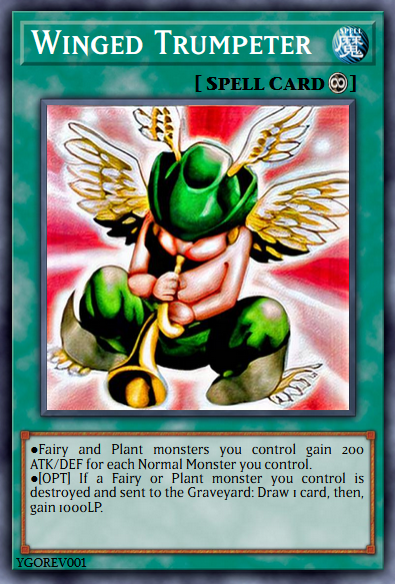 WINGED TRUMPETER
SPELL
魔
[ SPELL CARD ]
●Fairy and Plant monsters you control gain 200
ATK/DEF for each Normal Monster you control.
●[OPT] If a Fairy or Plant monster you control is
destroyed and sent to the Graveyard: Draw 1 card, then,
gain 1000LP.
YGOREV001